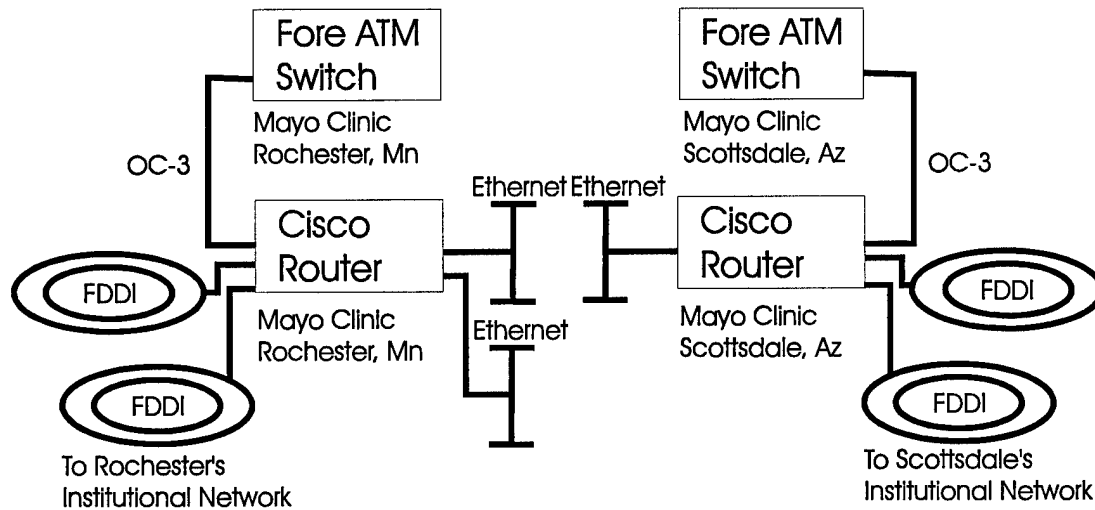 Fore ATM
Switch
Mayo Clinic
Rochester, Mn
OC-3
Ethernet
Cisco
Router
Mayo Clinic
Rochester, Mn
FDDI
Ethernet
FDDI
To Rochester's
Institutional Network
Fore ATM
Switch
Mayo Clinic
Scottsdale, Az
OC-3
Ethernet
Cisco
Router
Mayo Clinic
Scottsdale, Az
FDDI
FDDI
To Scottsdale's
Institutional Network